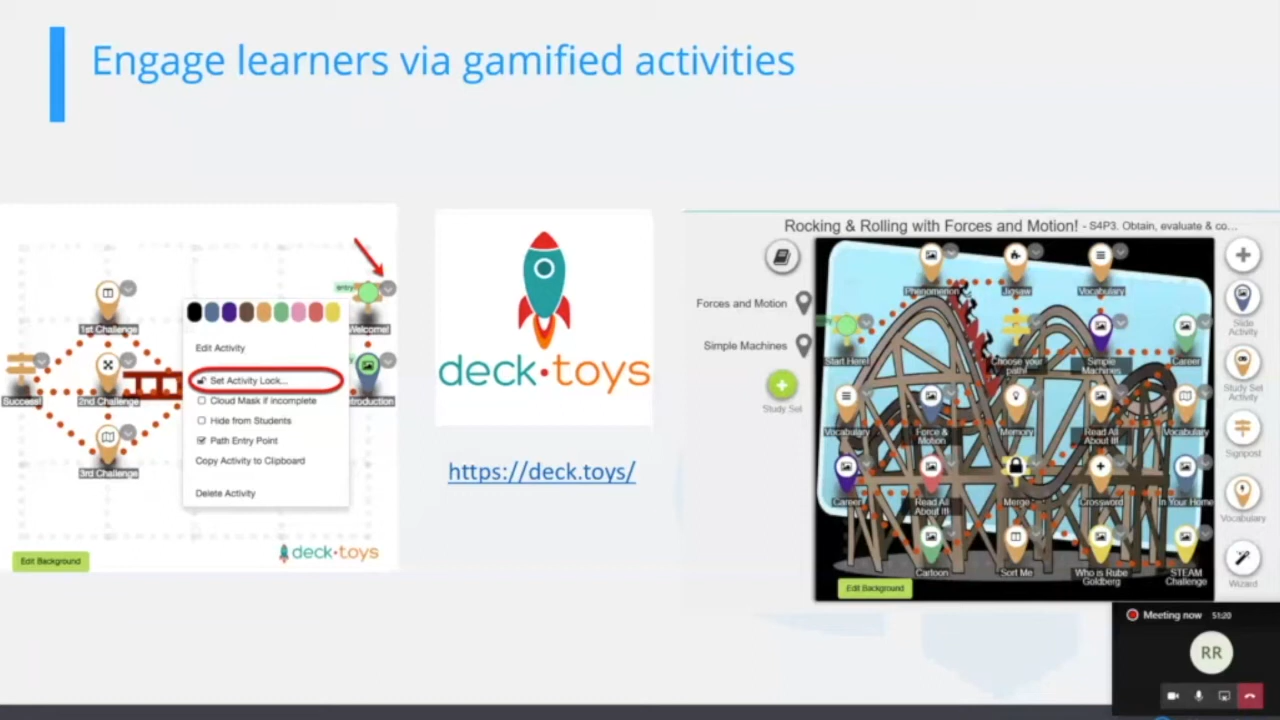 Engage learners via gamified activities
entry
Welcome!
1st Challenge
Edit Activity
Set Activity Lock...
Cloud Mask if incomplete
Hide from Students
Path Entry Point
Copy Activity to Clipboard
Delete Activity
Success!
2nd Challenge
troduction
3rd Challenge
Edit Background
deck•toys
deck•toys
https://deck.toys/
Rocking & Rolling with Forces and Motion! - S4P3. Obtain, evaluate & co...
Forces and Motion
Simple Machines
Study Set
Phenomenon
Jigsaw
Vocabulary
Start Here!
Choose your path!
Simple Machines
Career
Vocabulary
Force & Motion
Memory
Read All About It!
Vocabulary
Career
Read All About It!
Merge
Crossword
In Your Home
Cartoon
Sort Me
Who is Rube Goldberg
STEAM Challenge
Edit Background
Slide Activity
Study Set Activity
Signpost
Vocabulary
Wizard
Meeting now 51:20
RR